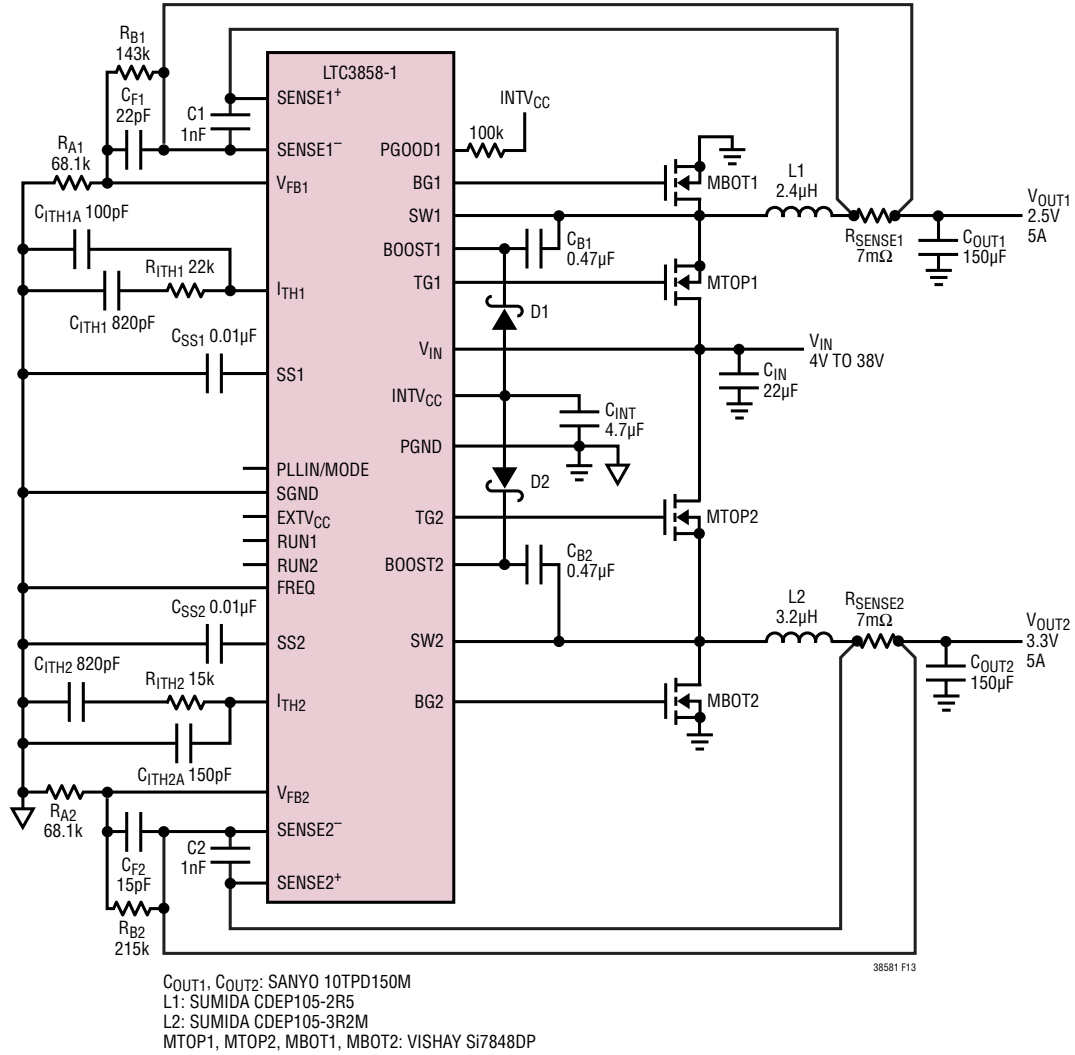 RB1
143k
CF1
22pF
RA1
68.1k
C1
1nF
LTC3858-1
SENSE1+
SENSE1–
VFB1
CITH1A 100pF
RITH1 22k
ITH1
CITH1 820pF
CSS1 0.01µF
SS1
PLLIN/MODE
SGND
EXTVCC
RUN1
RUN2
FREQ
CSS2 0.01µF
SS2
CITH2 820pF
RITH2 15k
ITH2
CITH2A 150pF
VFB2
RA2
68.1k
SENSE2–
C2
1nF
CF2
15pF
SENSE2+
RB2
215k
PGOOD1
BG1
SW1
BOOST1
TG1
VIN
INTVCC
PGND
TG2
BOOST2
SW2
BG2
INTVCC
100k
MBOT1
L1
2.4µH
VOUT1
2.5V
5A
RSENSE1
7mΩ
COUT1
150µF
CB1
0.47µF
MTOP1
D1
VIN
4V TO 38V
CIN
22µF
CINT
4.7µF
D2
MTOP2
CB2
0.47µF
L2
3.2µH
RSENSE2
7mΩ
VOUT2
3.3V
5A
COUT2
150µF
MBOT2
38581 F13
COUT1, COUT2: SANYO 10TPD150M
L1: SUMIDA CDEP105-2R5
L2: SUMIDA CDEP105-3R2M
MTOP1, MTOP2, MBOT1, MBOT2: VISHAY Si7848DP